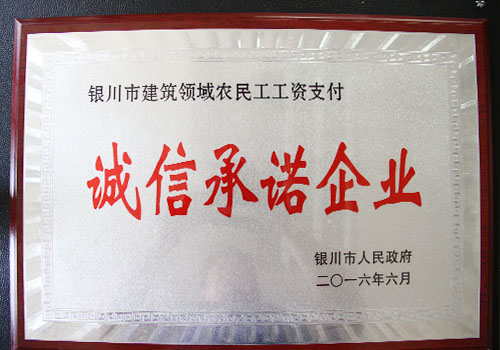 银川市建筑领域农民工工资支付
诚信承诺企业
银川市人民政府
二〇一六年六月